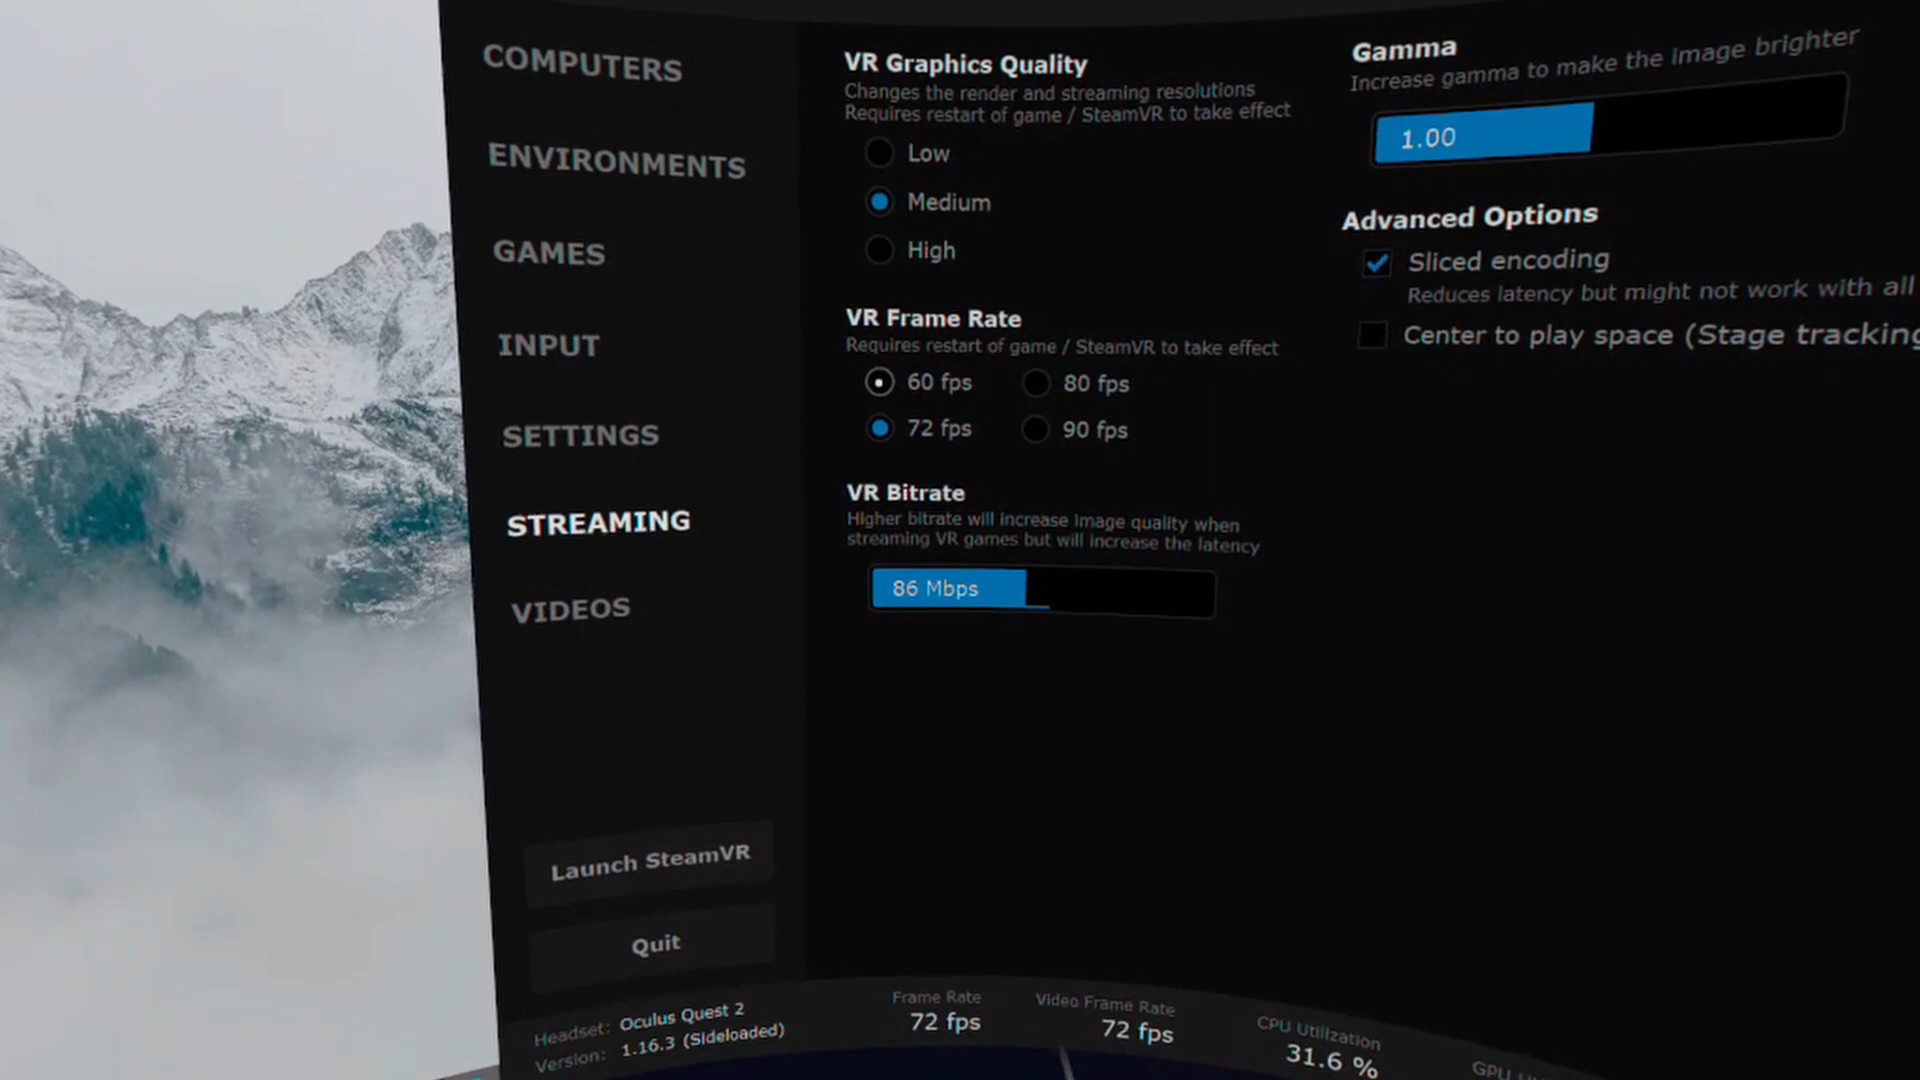 COMPUTERS
ENVIRONMENTS
GAMES
INPUT
SETTINGS
STREAMING
VIDEOS
Launch SteamVR
Quit
VR Graphics Quality
Changes the render and streaming resolutions
Requires restart of game / SteamVR to take effect
Low
Medium
High
VR Frame Rate
Requires restart of game / SteamVR to take effect
60 fps
80 fps
72 fps
90 fps
VR Bitrate
Higher bitrate will increase image quality when
streaming VR games but will increase the latency
86 Mbps
Gamma
Increase gamma to make the image brighter
1.00
Advanced Options
Sliced encoding
Reduces latency but might not work with all
Center to play space (Stage tracking
Headset: Oculus Quest 2
Version: 1.16.3 (Sideloaded)
Frame Rate
72 fps
Video Frame Rate
72 fps
CPU Utilization
31.6 %
GPU